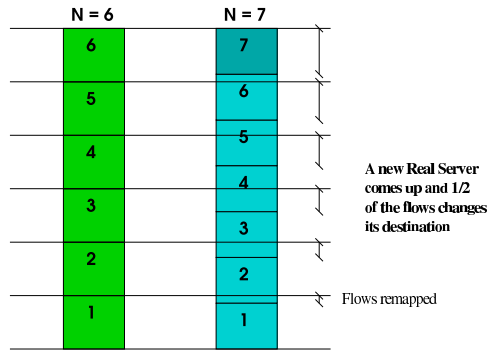 N = 6 N = 7
6
7
5
6
4
5
3
4
2
3
1
2
1
A new Real Server
comes up and 1/2
of the flows changes
its destination
Flows remapped